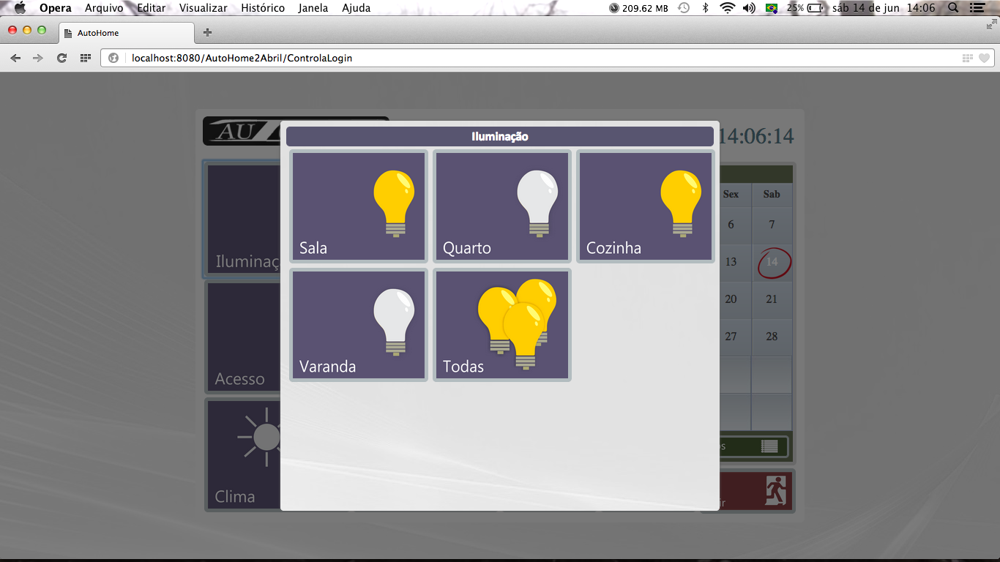 Opera Arquivo Editar Visualizar Histórico Janela Ajuda 209.62 MB 25% sáb 14 de jun 14:06
AutoHome
localhost:8080/AutoHome2Abril/ControlaLogin
AU
14:06:14
Iluminação
Sala
Quarto
Cozinha
Varanda
Todas
Iluminaç
Acesso
Clima
Sex Sab
6 7
13 14
20 21
27 28
os
ir